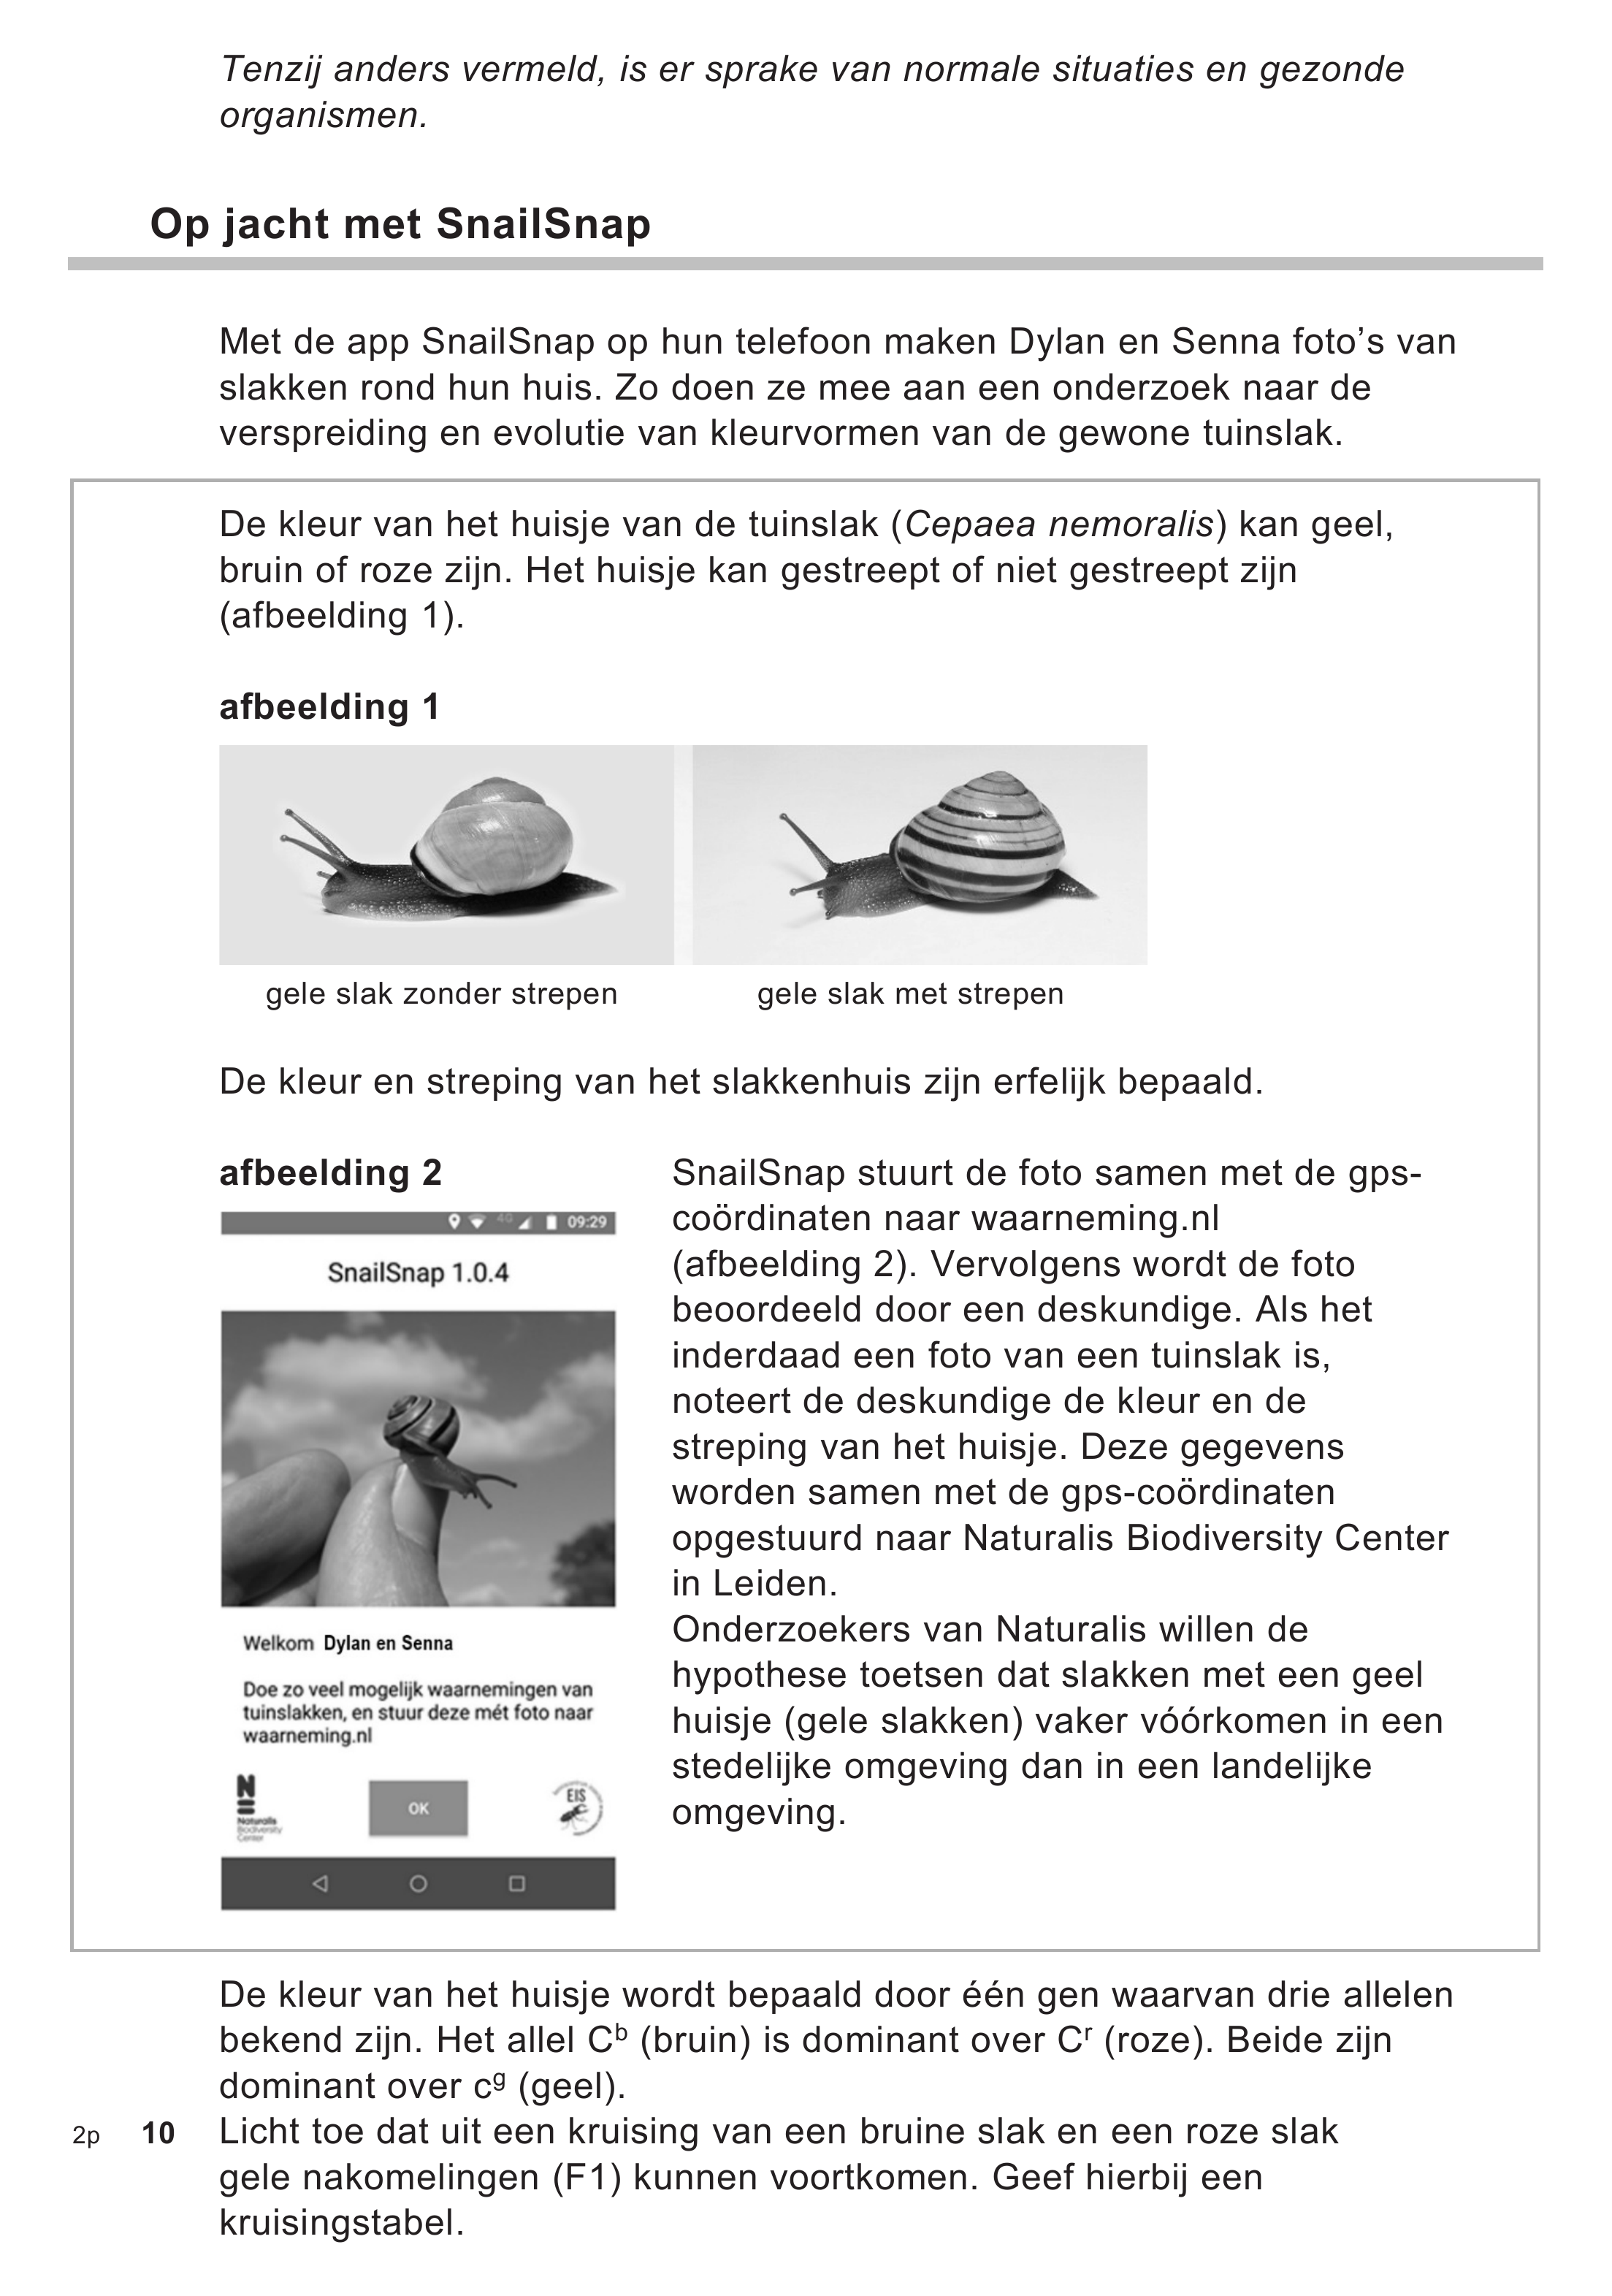 Tenzij anders vermeld, is er sprake van normale situaties en gezonde
organismen.
Op jacht met SnailSnap
Met de app SnailSnap op hun telefoon maken Dylan en Senna foto’s van
slakken rond hun huis. Zo doen ze mee aan een onderzoek naar de
verspreiding en evolutie van kleurvormen van de gewone tuinslak.
De kleur van het huisje van de tuinslak (Cepaea nemoralis) kan geel,
bruin of roze zijn. Het huisje kan gestreept of niet gestreept zijn
(afbeelding 1).
afbeelding 1
gele slak zonder strepen
gele slak met strepen
De kleur en streping van het slakkenhuis zijn erfelijk bepaald.
afbeelding 2
4G 09:29
SnailSnap 1.0.4
Welkom Dylan en Senna
Doe zo veel mogelijk waarnemingen van
tuinslakken, en stuur deze mét foto naar
waarneming.nl
N
Naturalis
Biodiversity
Center
OK
EIS
SnailSnap stuurt de foto samen met de gps-
coördinaten naar waarneming.nl
(afbeelding 2). Vervolgens wordt de foto
beoordeeld door een deskundige. Als het
inderdaad een foto van een tuinslak is,
noteert de deskundige de kleur en de
streping van het huisje. Deze gegevens
worden samen met de gps-coördinaten
opgestuurd naar Naturalis Biodiversity Center
in Leiden.
Onderzoekers van Naturalis willen de
hypothese toetsen dat slakken met een geel
huisje (gele slakken) vaker vóórkomen in een
stedelijke omgeving dan in een landelijke
omgeving.
De kleur van het huisje wordt bepaald door één gen waarvan drie allelen
bekend zijn. Het allel Cᵇ (bruin) is dominant over Cʳ (roze). Beide zijn
dominant over cᵍ (geel).
2p 10 Licht toe dat uit een kruising van een bruine slak en een roze slak
gele nakomelingen (F1) kunnen voortkomen. Geef hierbij een
kruisingstabel.